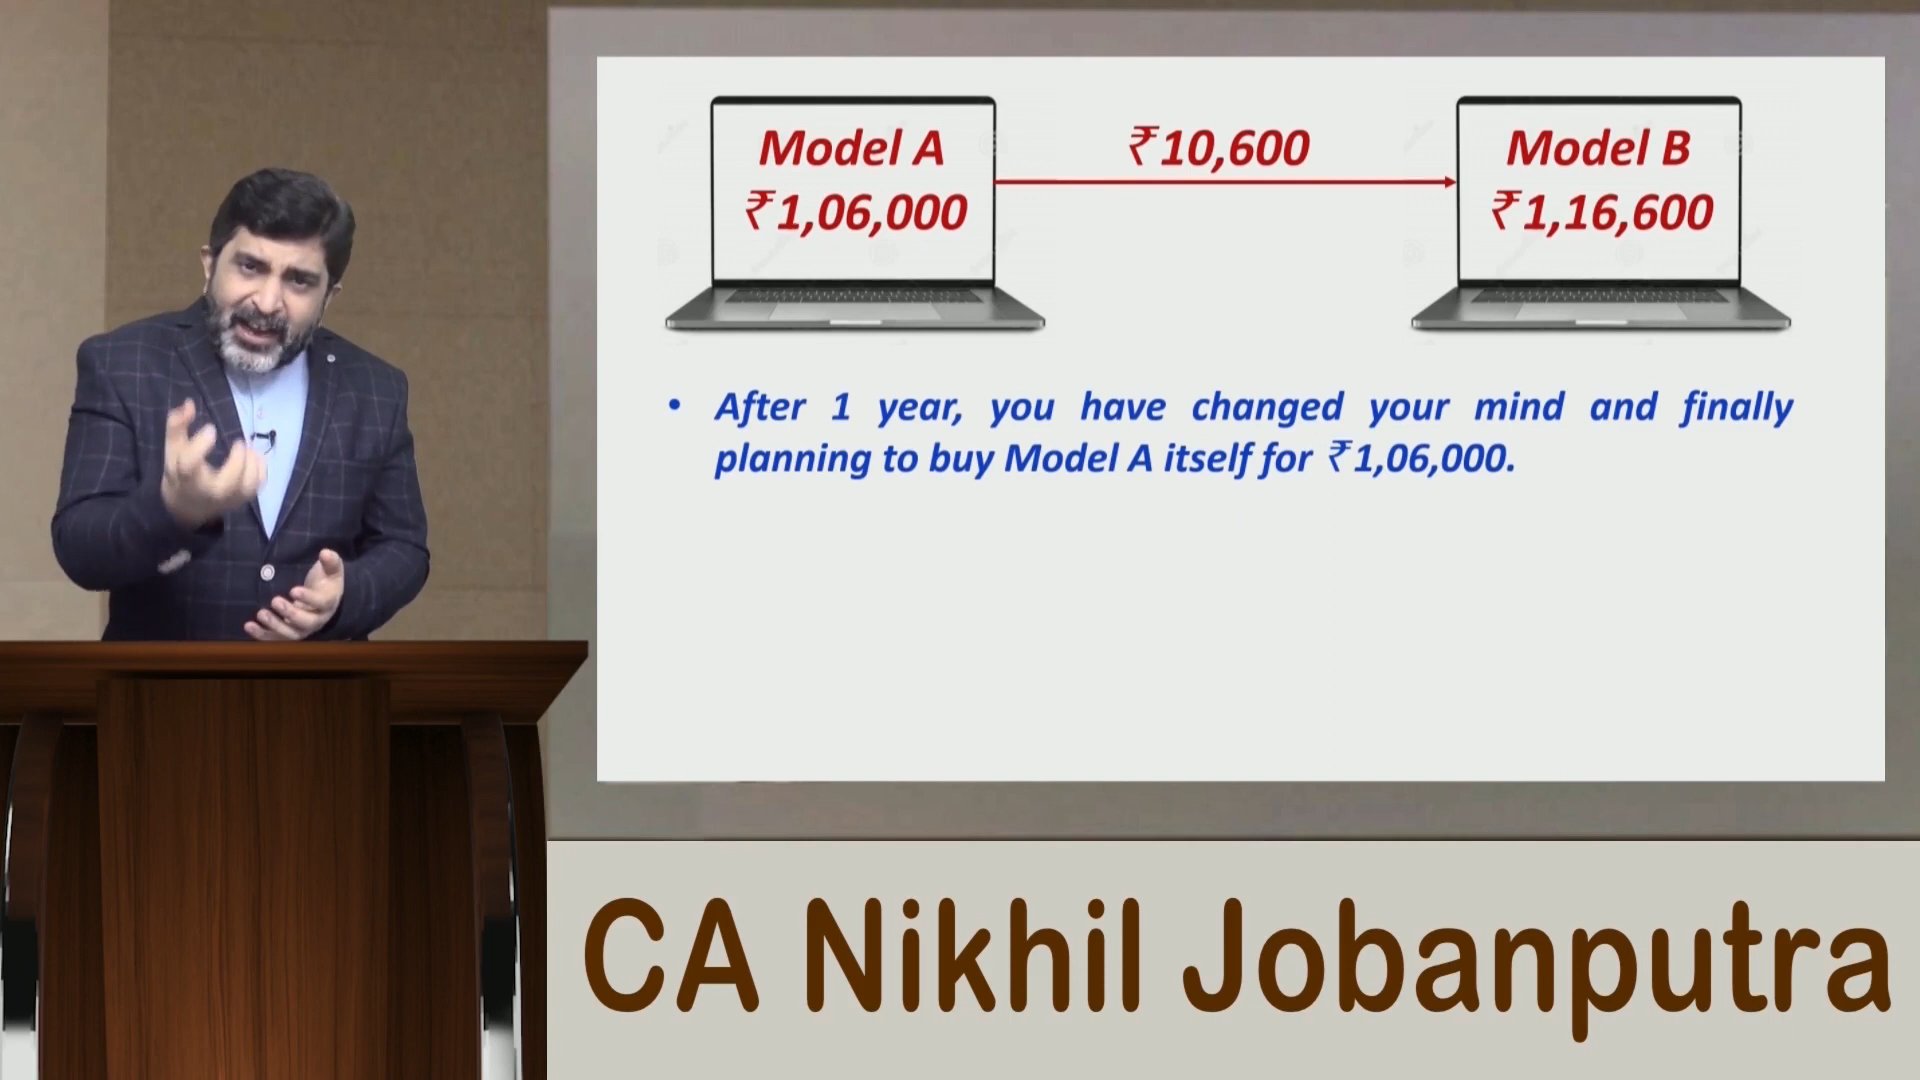 Model A
₹1,06,000
₹10,600
Model B
₹1,16,600
• After 1 year, you have changed your mind and finally
planning to buy Model A itself for ₹1,06,000.
CA Nikhil Jobanputra